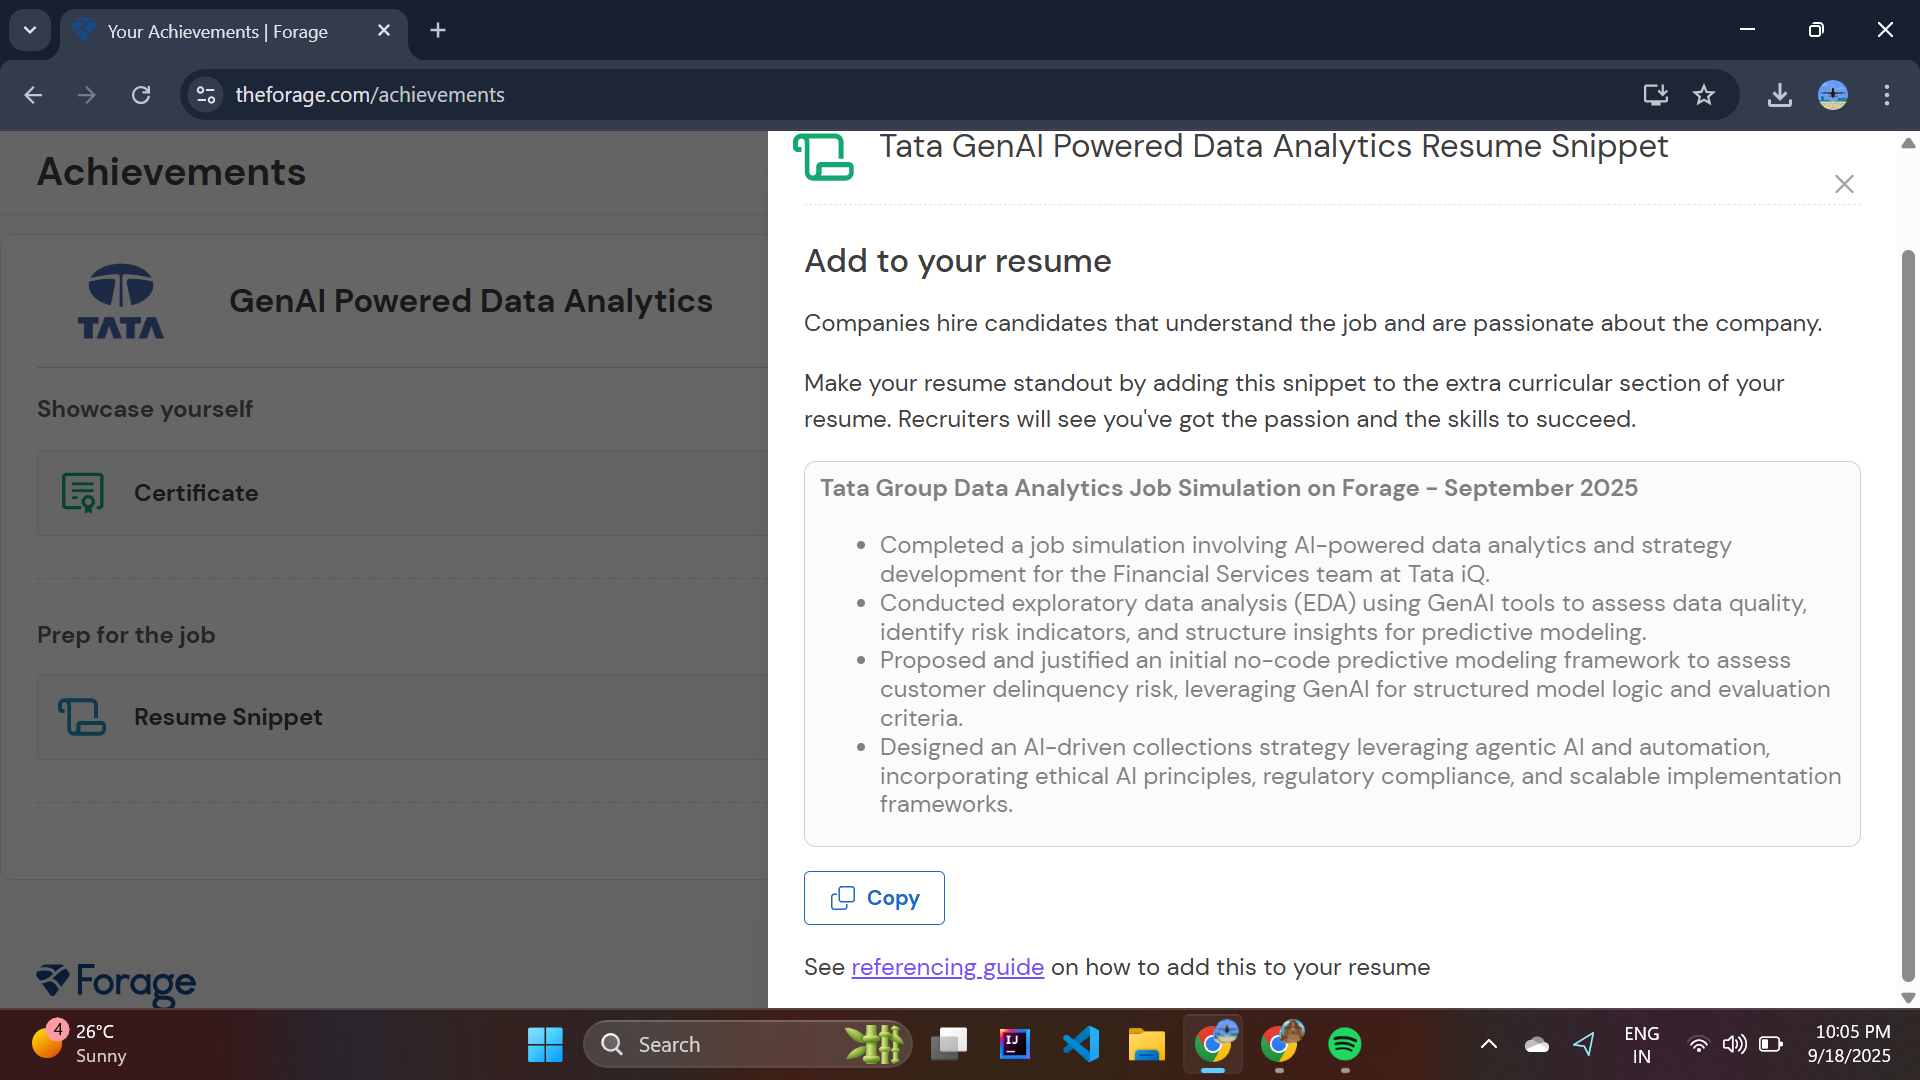 Your Achievements | Forage
theforage.com/achievements
Achievements
TATA
GenAI Powered Data Analytics
Showcase yourself
Certificate
Prep for the job
Resume Snippet
Forage
Tata GenAI Powered Data Analytics Resume Snippet
Add to your resume
Companies hire candidates that understand the job and are passionate about the company.
Make your resume standout by adding this snippet to the extra curricular section of your
resume. Recruiters will see you've got the passion and the skills to succeed.
Tata Group Data Analytics Job Simulation on Forage - September 2025
• Completed a job simulation involving AI-powered data analytics and strategy
development for the Financial Services team at Tata iQ.
• Conducted exploratory data analysis (EDA) using GenAI tools to assess data quality,
identify risk indicators, and structure insights for predictive modeling.
• Proposed and justified an initial no-code predictive modeling framework to assess
customer delinquency risk, leveraging GenAI for structured model logic and evaluation
criteria.
• Designed an AI-driven collections strategy leveraging agentic AI and automation,
incorporating ethical AI principles, regulatory compliance, and scalable implementation
frameworks.
Copy
See referencing guide on how to add this to your resume
4
26°C
Sunny
Search
IJ
ENG
IN
10:05 PM
9/18/2025